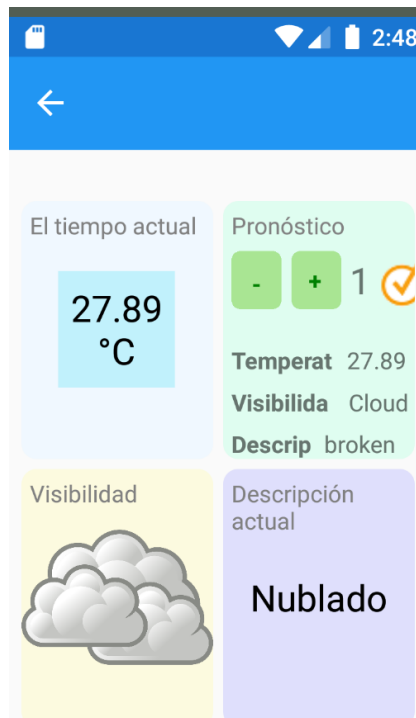 2:48
El tiempo actual
27.89
°C
Pronóstico
- + 1
Temperat 27.89
Visibilida Cloud
Descrip broken
Visibilidad
Descripción
actual
Nublado